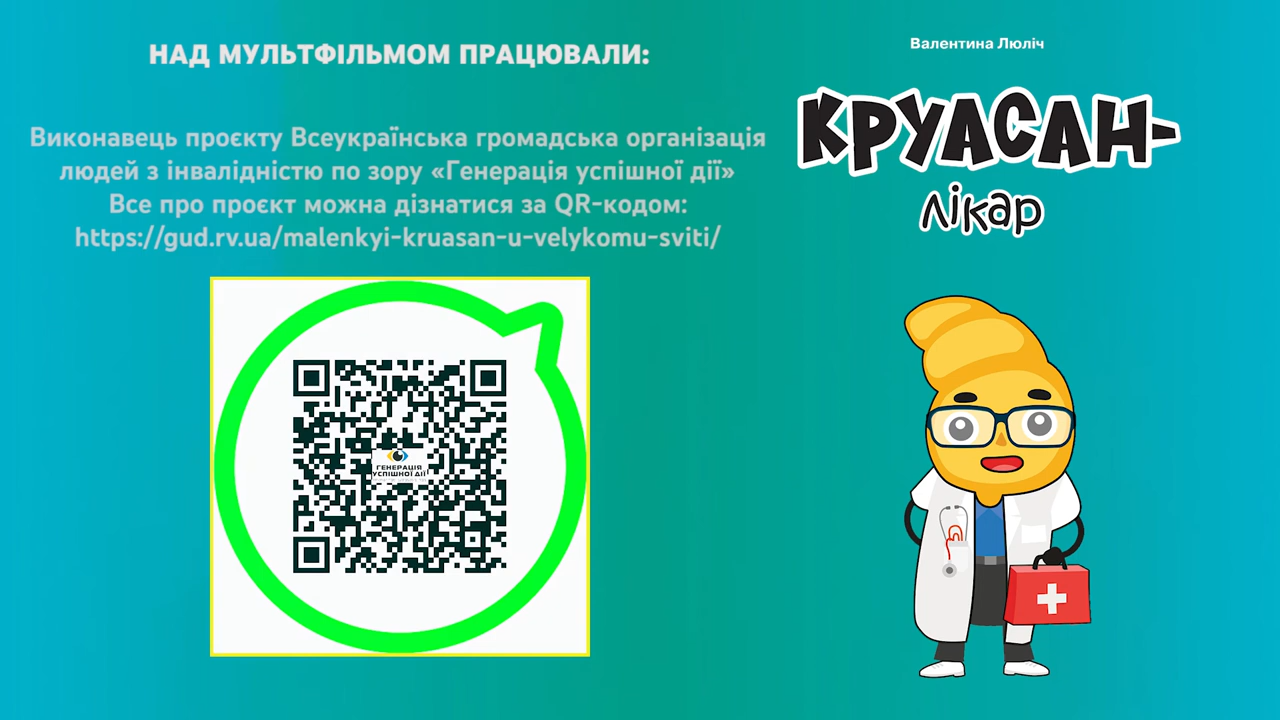 НАД МУЛЬТФІЛЬМОМ ПРАЦЮВАЛИ:
Виконавець проєкту Всеукраїнська громадська організація
людей з інвалідністю по зору «Генерація успішної дії»
Все про проєкт можна дізнатися за QR-кодом:
https://gud.rv.ua/malenkyi-kruasan-u-velykomu-sviti/
ГЕНЕРАЦІЯ
УСПІШНОЇ ДІЇ
Валентина Люліч
КРУАСАН-
лікар